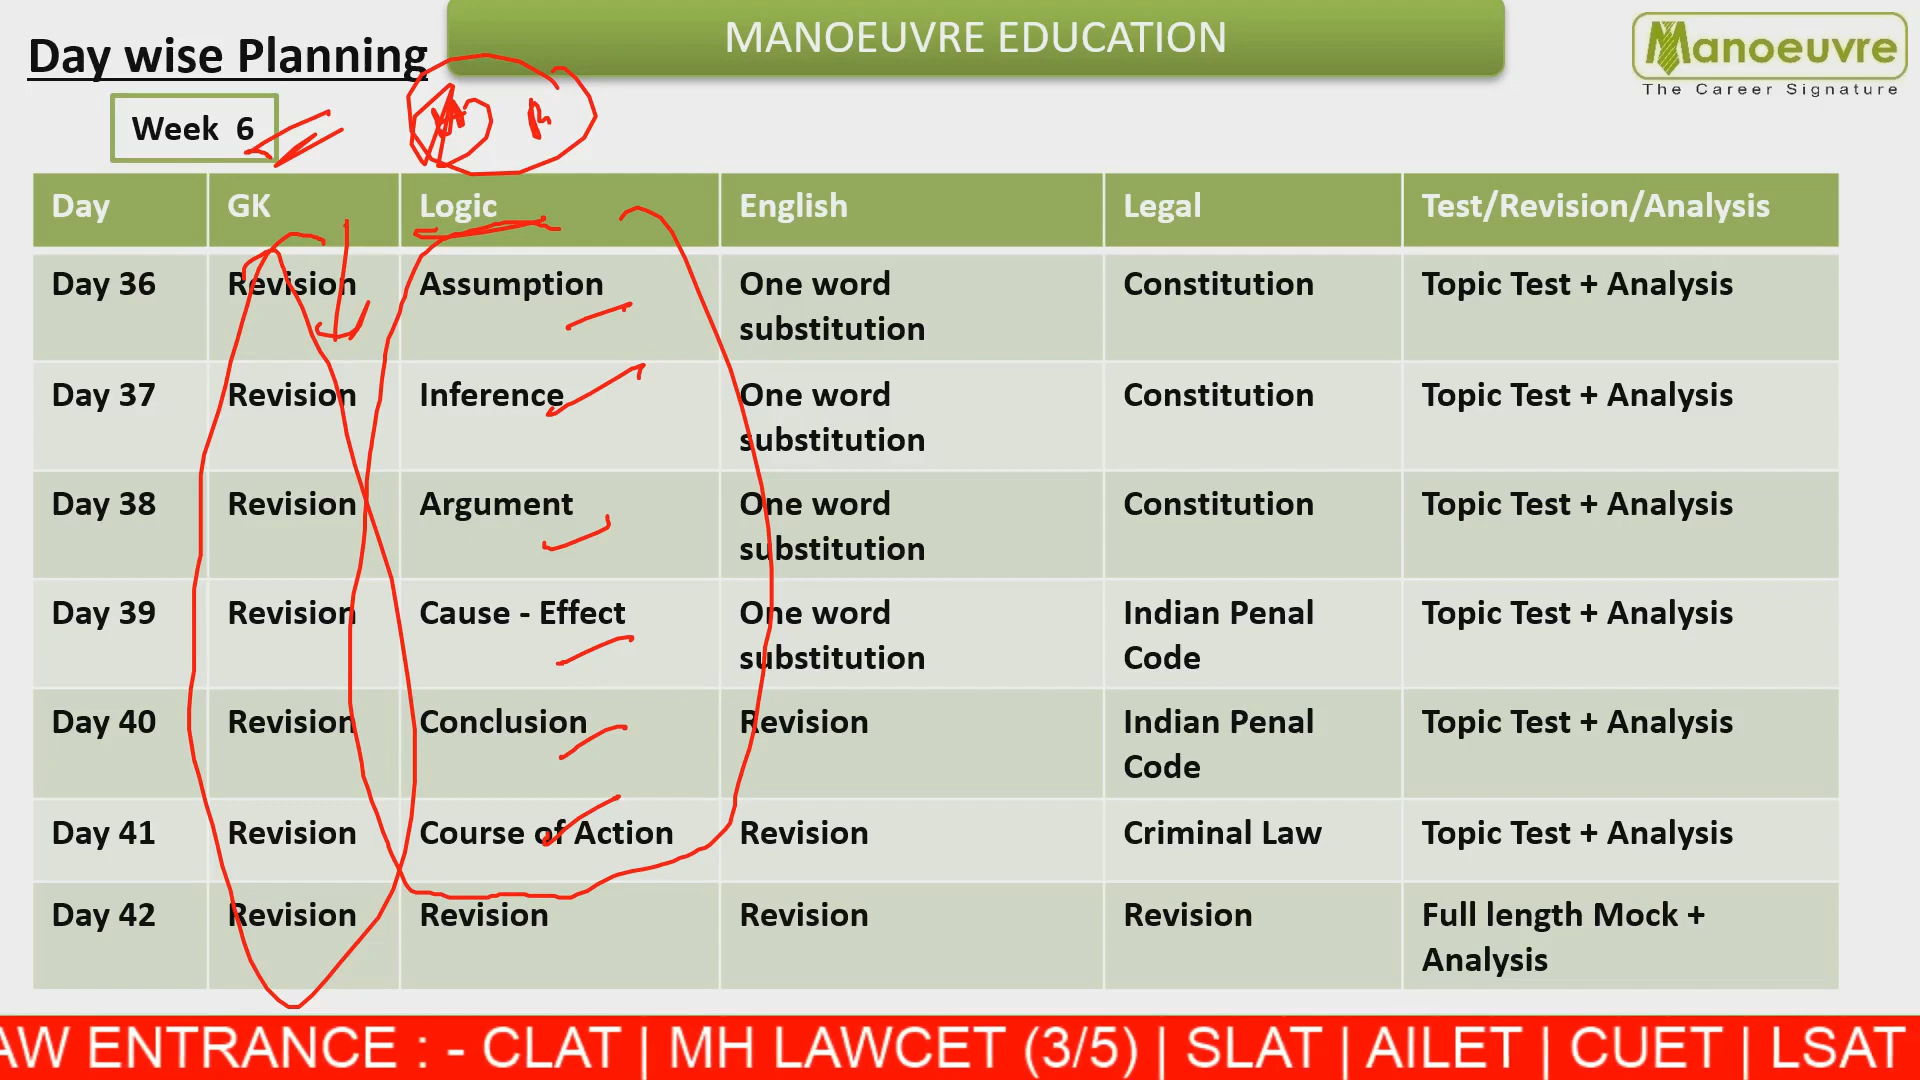 MANOEUVRE EDUCATION
Day wise Planning
Manoeuvre
The Career Signature
Week 6
A B
Day GK Logic English Legal Test/Revision/Analysis
Day 36 Revision Assumption One word substitution Constitution Topic Test + Analysis
Day 37 Revision Inference One word substitution Constitution Topic Test + Analysis
Day 38 Revision Argument One word substitution Constitution Topic Test + Analysis
Day 39 Revision Cause - Effect One word substitution Indian Penal Code Topic Test + Analysis
Day 40 Revision Conclusion Revision Indian Penal Code Topic Test + Analysis
Day 41 Revision Course of Action Revision Criminal Law Topic Test + Analysis
Day 42 Revision Revision Revision Revision Full length Mock + Analysis
AW ENTRANCE : - CLAT | MH LAWCET (3/5) | SLAT | AILET | CUET | LSAT